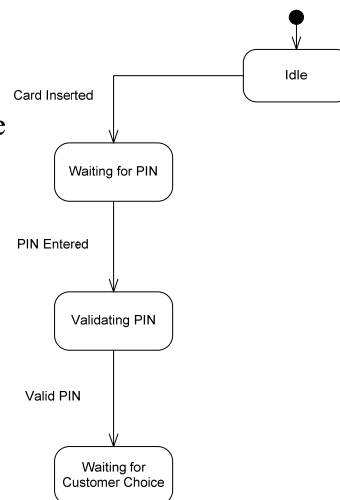 Idle
Card Inserted
e
Waiting for PIN
PIN Entered
Validating PIN
Valid PIN
Waiting for
Customer Choice